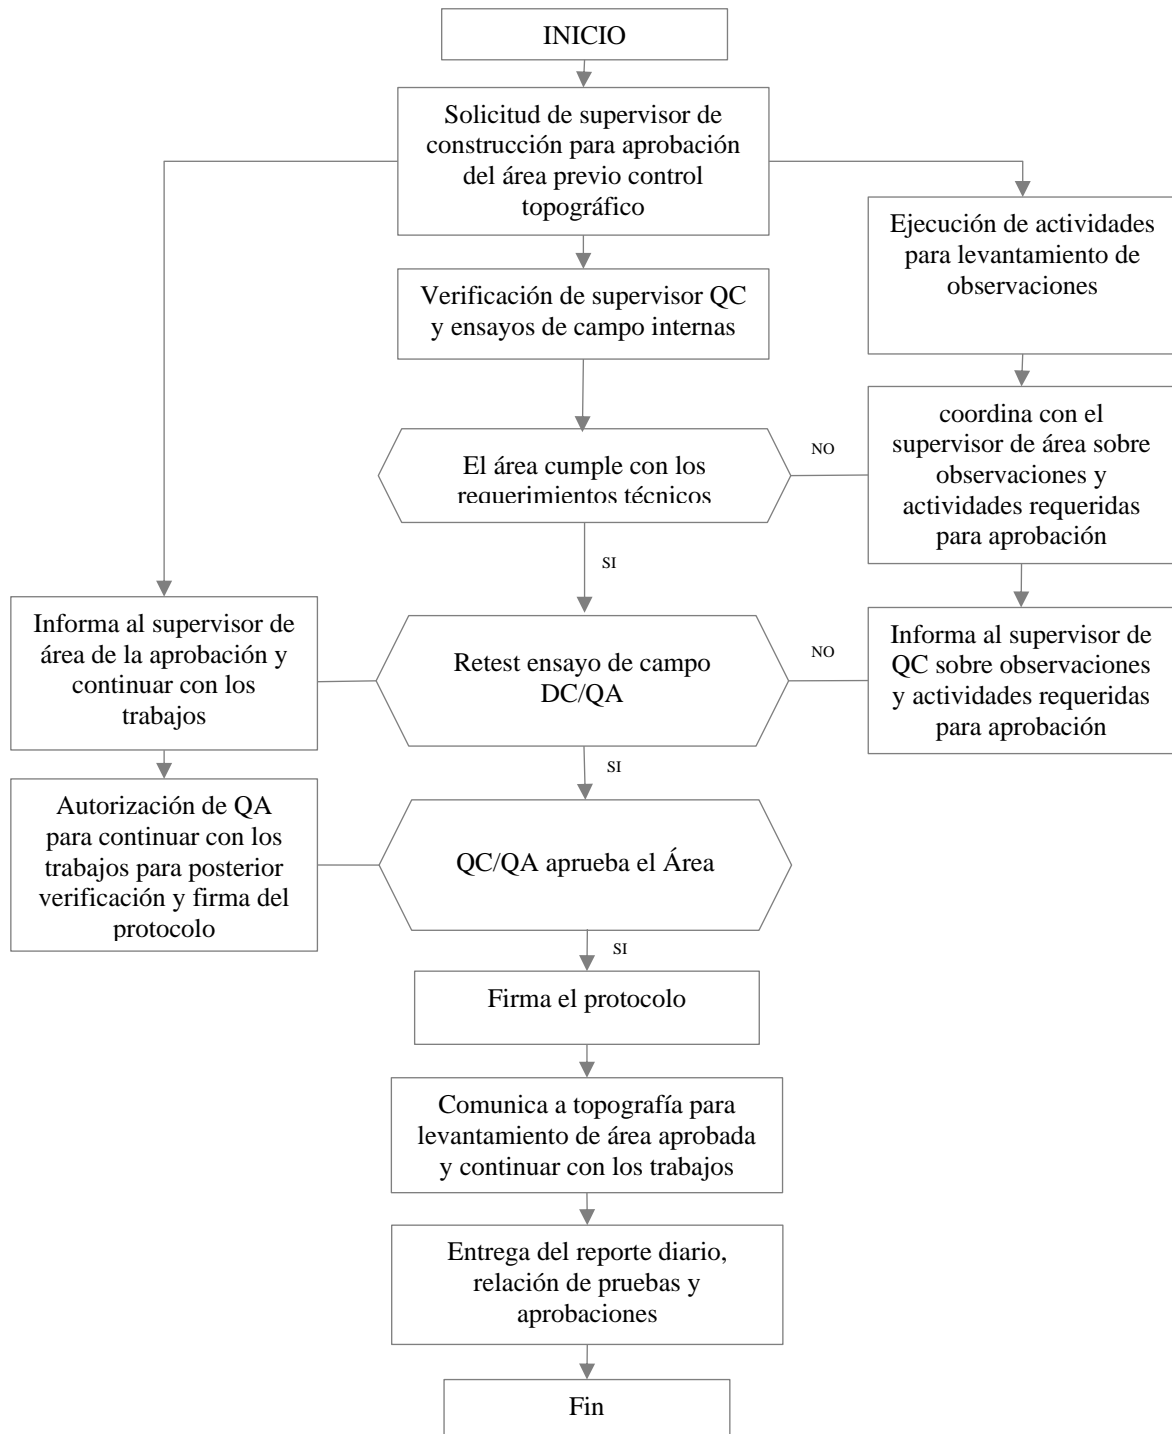 INICIO
Solicitud de supervisor de
construcción para aprobación
del área previo control
topográfico
Ejecución de actividades
para levantamiento de
observaciones
Verificación de supervisor QC
y ensayos de campo internas
coordina con el
supervisor de área sobre
observaciones y
actividades requeridas
para aprobación
El área cumple con los
requerimientos técnicos
NO
SI
Informa al supervisor de
área de la aprobación y
continuar con los
trabajos
Retest ensayo de campo
DC/QA
NO
Informa al supervisor de
QC sobre observaciones
y actividades requeridas
para aprobación
SI
Autorización de QA
para continuar con los
trabajos para posterior
verificación y firma del
protocolo
QC/QA aprueba el Área
SI
Firma el protocolo
Comunica a topografía para
levantamiento de área aprobada
y continuar con los trabajos
Entrega del reporte diario,
relación de pruebas y
aprobaciones
Fin